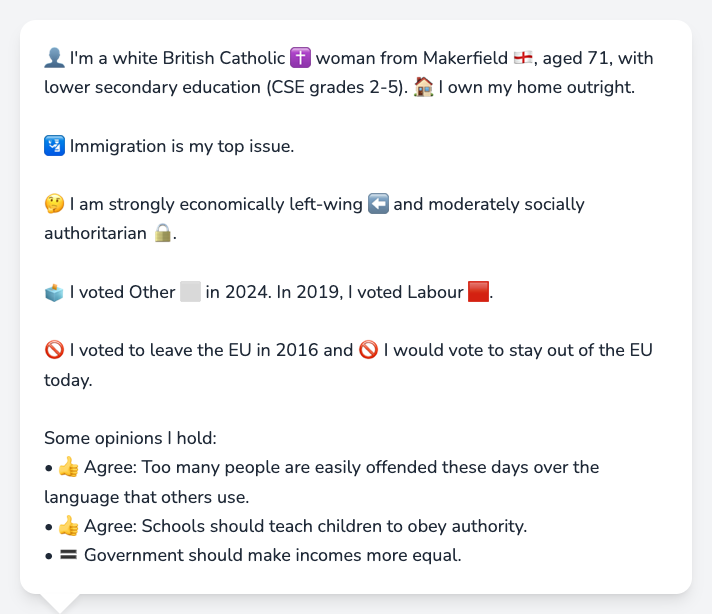 👤 I'm a white British Catholic ✝️ woman from Makerfield 🏴󠁧󠁢󠁥󠁮󠁧󠁿, aged 71, with
lower secondary education (CSE grades 2-5). 🏠 I own my home outright.
🛂 Immigration is my top issue.
🤔 I am strongly economically left-wing ⬅️ and moderately socially
authoritarian 🔒.
🗳️ I voted Other ⬜ in 2024. In 2019, I voted Labour 🟥.
🚫 I voted to leave the EU in 2016 and 🚫 I would vote to stay out of the EU
today.
Some opinions I hold:
• 👍 Agree: Too many people are easily offended these days over the
language that others use.
• 👍 Agree: Schools should teach children to obey authority.
• 🟰 Government should make incomes more equal.